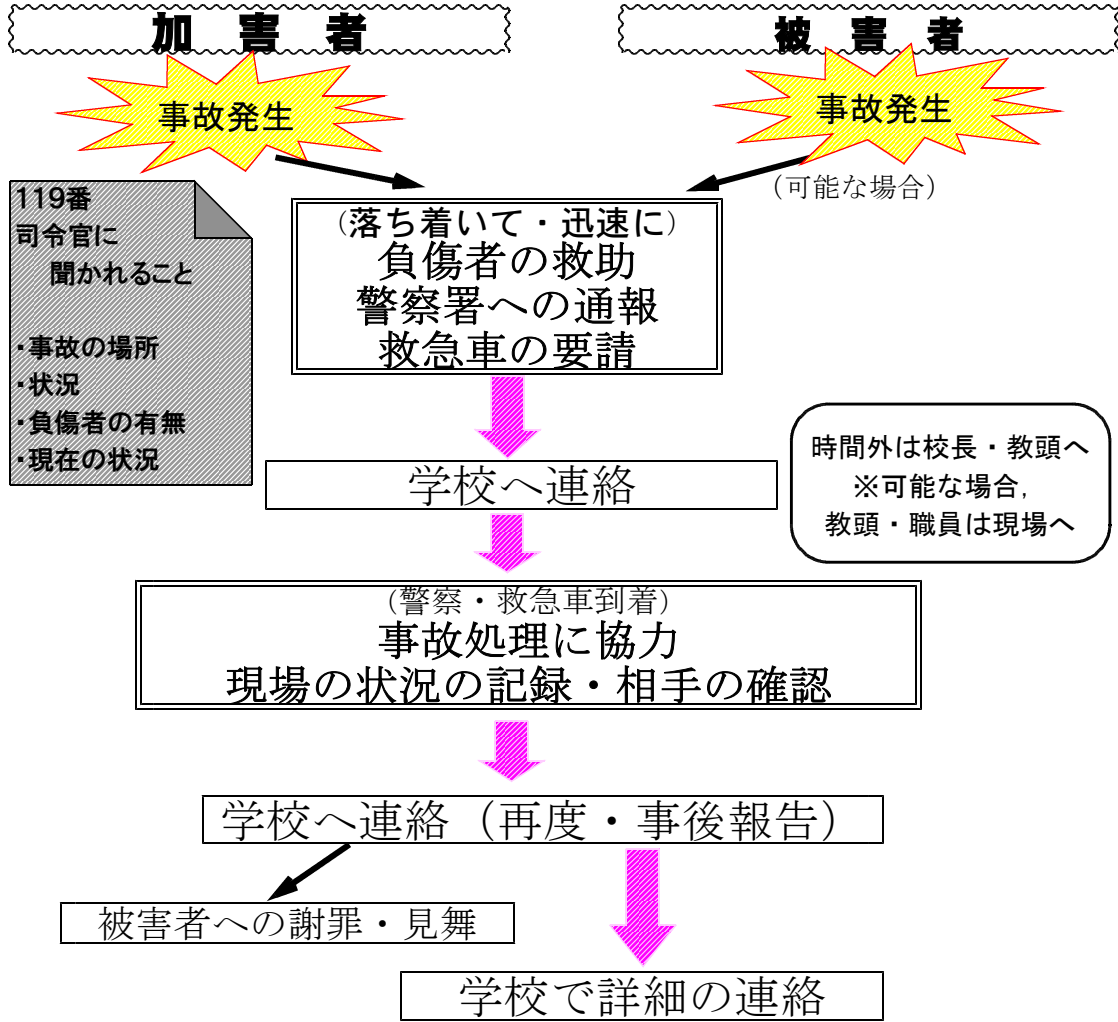 加害者
被害者
事故発生
事故発生
(可能な場合)
119番
司令官に
聞かれること
・事故の場所
・状況
・負傷者の有無
・現在の状況
(落ち着いて・迅速に)
負傷者の救助
警察署への通報
救急車の要請
学校へ連絡
時間外は校長・教頭へ
※可能な場合,
教頭・職員は現場へ
(警察・救急車到着)
事故処理に協力
現場の状況の記録・相手の確認
学校へ連絡(再度・事後報告)
被害者への謝罪・見舞
学校で詳細の連絡